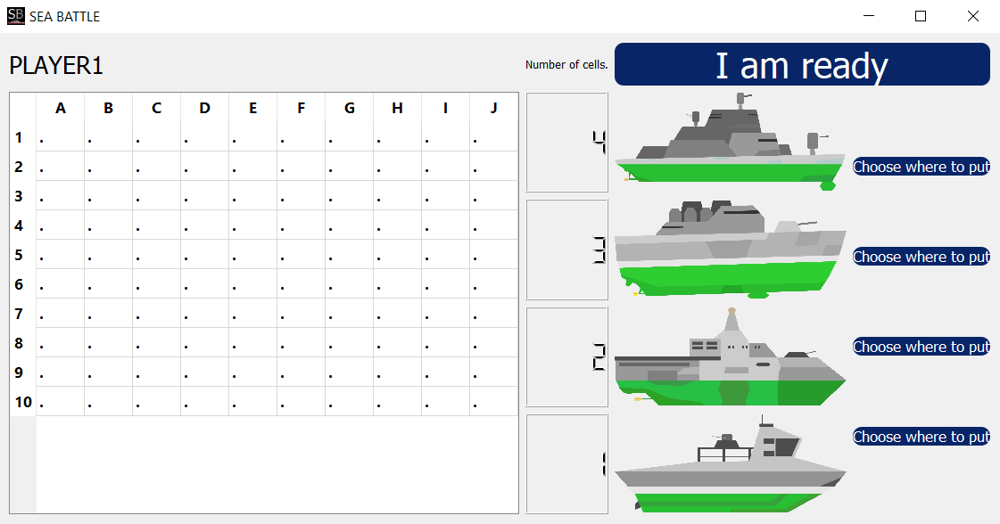 SB SEA BATTLE
PLAYER1
Number of cells.
I am ready
A B C D E F G H I J
1 . . . . . . . . . .
2 . . . . . . . . . .
3 . . . . . . . . . .
4 . . . . . . . . . .
5 . . . . . . . . . .
6 . . . . . . . . . .
7 . . . . . . . . . .
8 . . . . . . . . . .
9 . . . . . . . . . .
10 . . . . . . . . . .
4
Choose where to put
3
Choose where to put
2
Choose where to put
1
Choose where to put